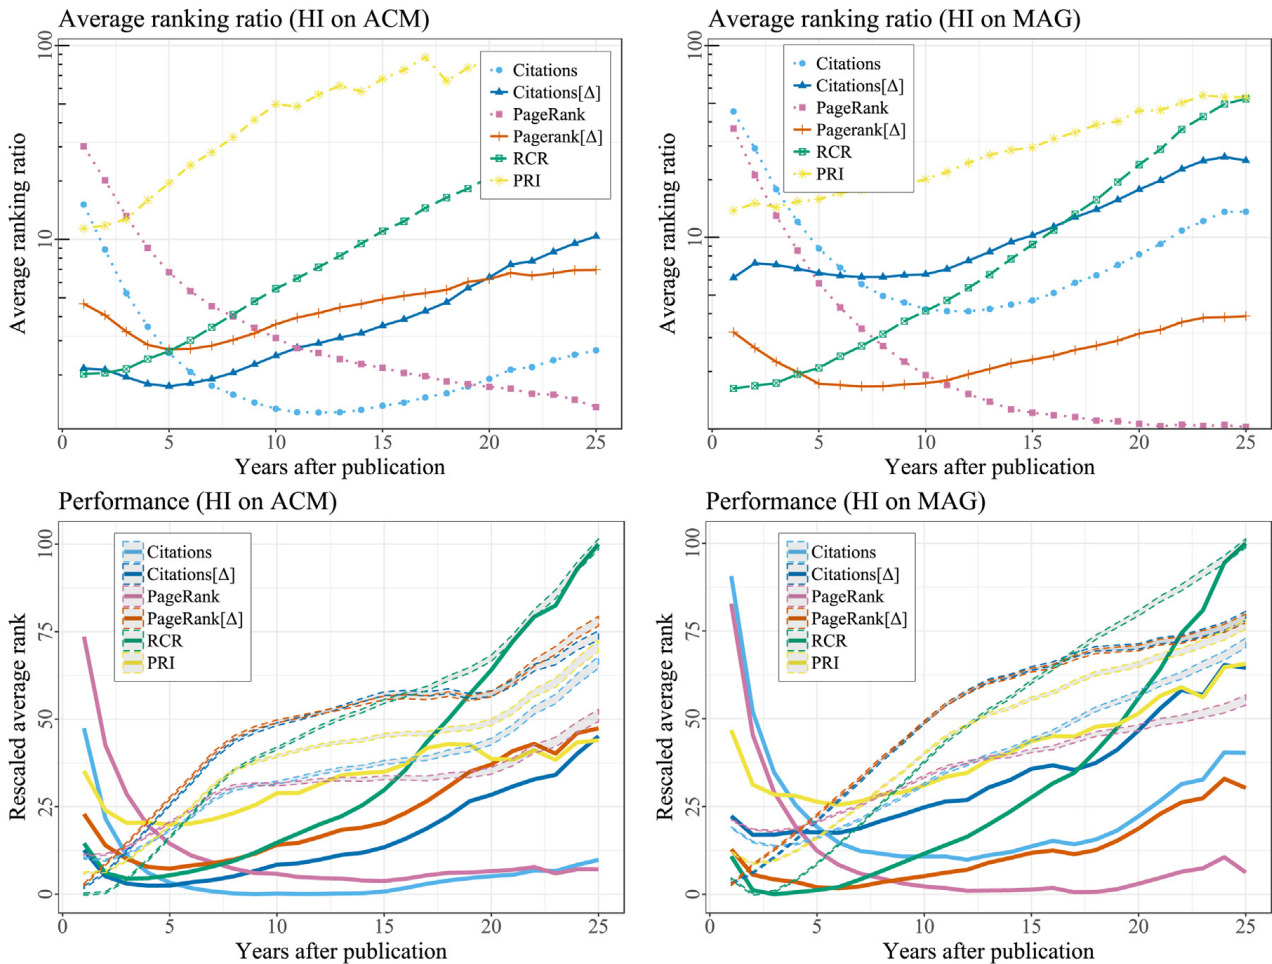 Average ranking ratio (HI on ACM)
Average ranking ratio
100
10
Citations
Citations[Δ]
PageRank
Pagerank[Δ]
RCR
PRI
0 5 10 15 20 25
Years after publication
Average ranking ratio (HI on MAG)
Average ranking ratio
100
10
Citations
Citations[Δ]
PageRank
Pagerank[Δ]
RCR
PRI
0 5 10 15 20 25
Years after publication
Performance (HI on ACM)
Rescaled average rank
100
75
50
25
0
Citations
Citations[Δ]
PageRank
PageRank[Δ]
RCR
PRI
0 5 10 15 20 25
Years after publication
Performance (HI on MAG)
Rescaled average rank
100
75
50
25
0
Citations
Citations[Δ]
PageRank
PageRank[Δ]
RCR
PRI
0 5 10 15 20 25
Years after publication